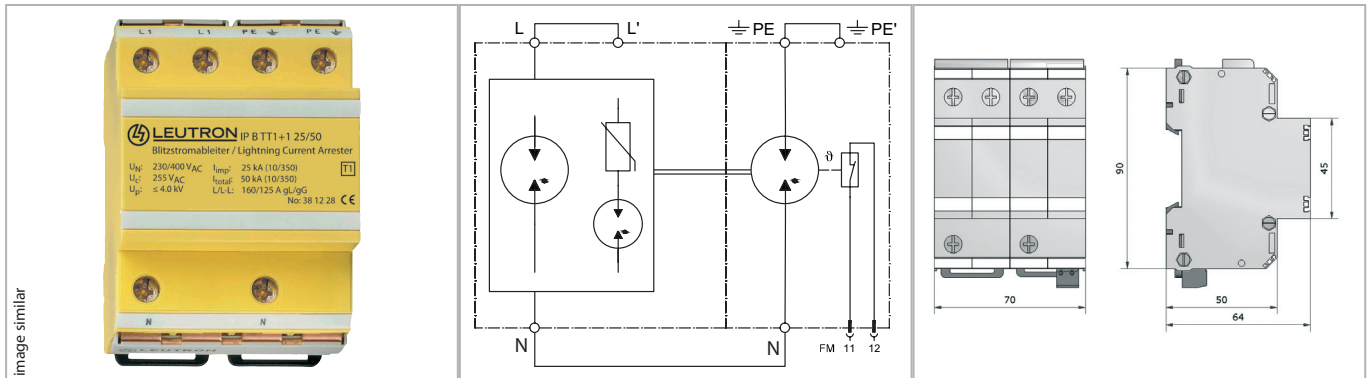 L1 L1 PE PE
LEUTRON IP B TT1+1 25/50
Blitzstromableiter / Lightning Current Arrester
UN: 230/400 VAC Iimp: 25 kA (10/350) T1
Uc: 255 VAC Itotal: 50 kA (10/350)
Up: ≤ 4.0 kV L/L-L: 160/125 A gL/gG
No: 38 12 28 CE
N N
LEUTRON
image similar
L L' PE PE'
ϑ
N N FM 11 12
90
45
70
50
64